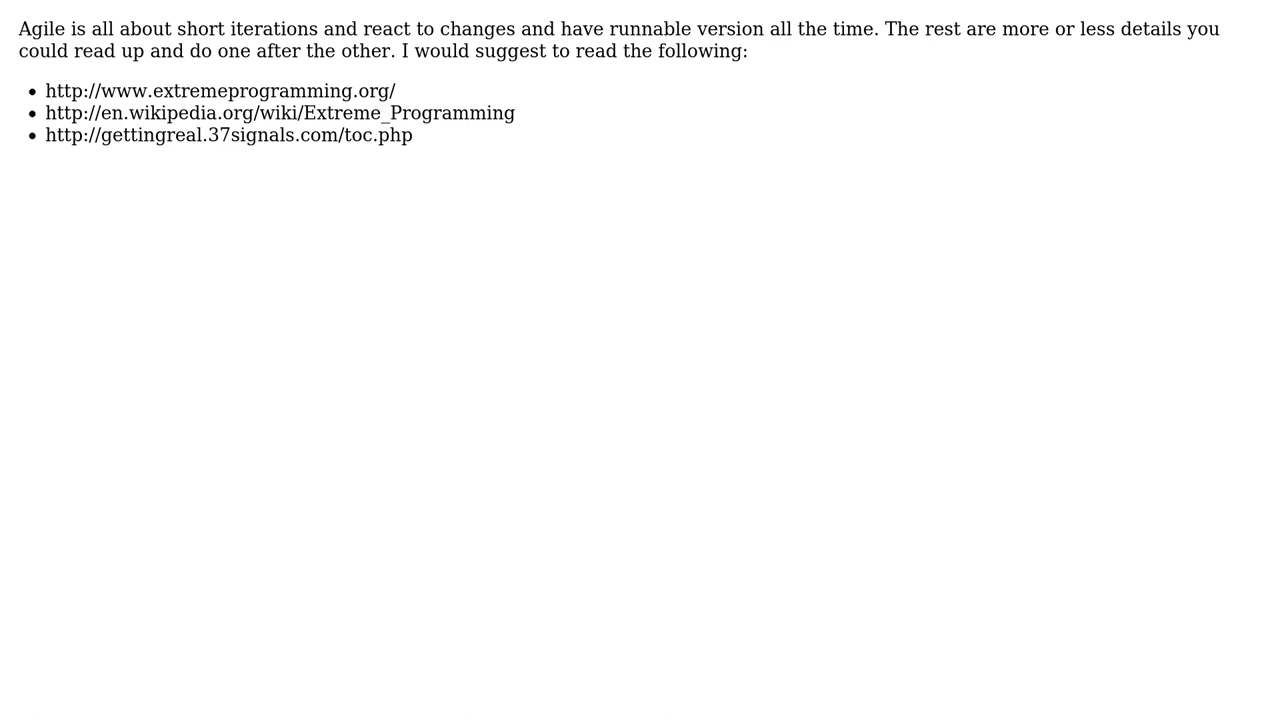 Agile is all about short iterations and react to changes and have runnable version all the time. The rest are more or less details you
could read up and do one after the other. I would suggest to read the following:
• http://www.extremeprogramming.org/
• http://en.wikipedia.org/wiki/Extreme_Programming
• http://gettingreal.37signals.com/toc.php